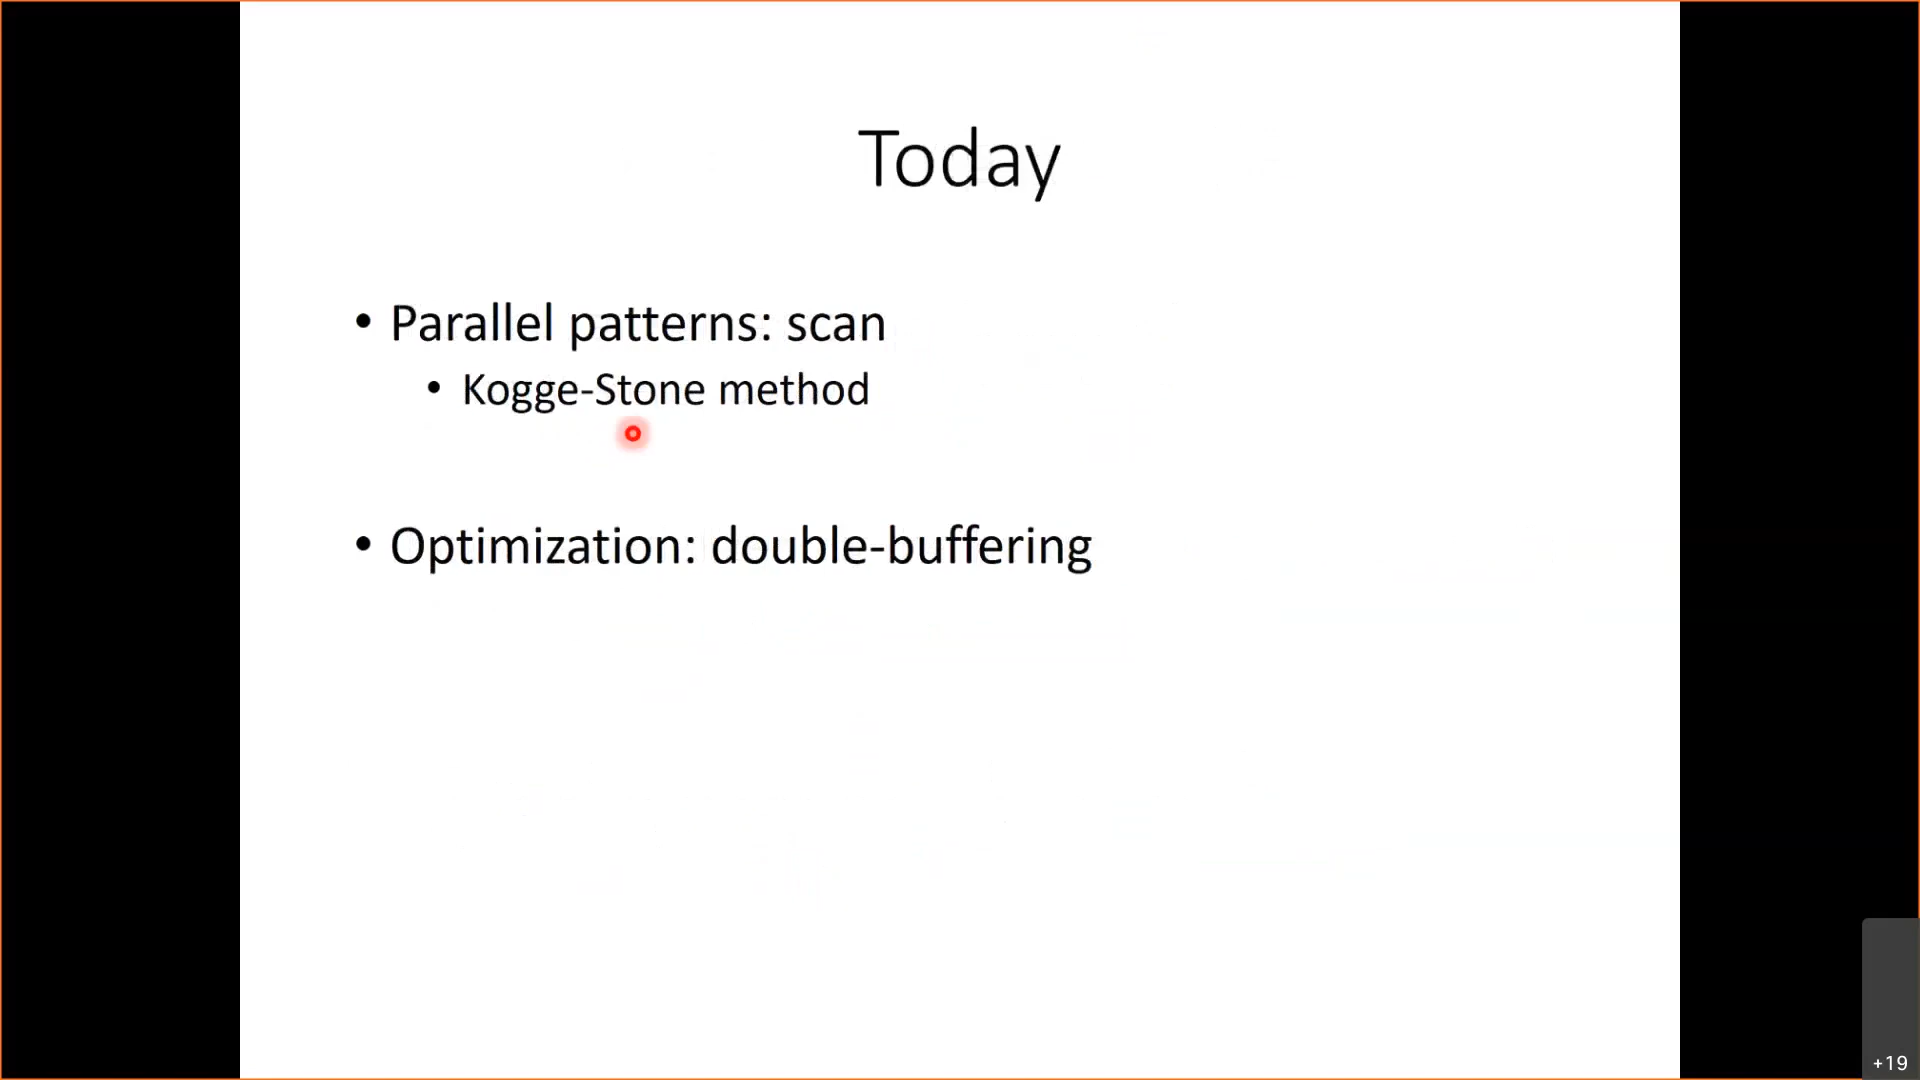 Today
• Parallel patterns: scan
• Kogge-Stone method
• Optimization: double-buffering
+19